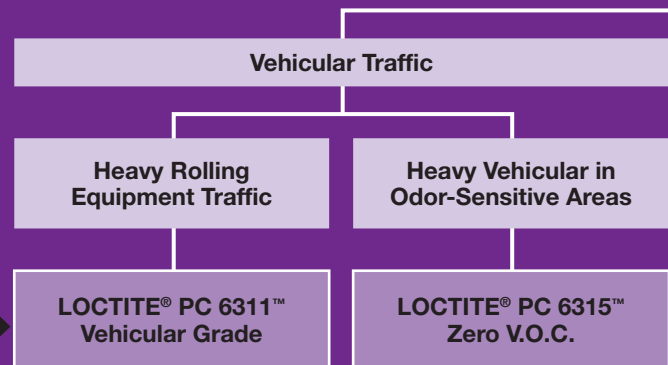 Vehicular Traffic
Heavy Rolling
Equipment Traffic
Heavy Vehicular in
Odor-Sensitive Areas
LOCTITE® PC 6311™
Vehicular Grade
LOCTITE® PC 6315™
Zero V.O.C.